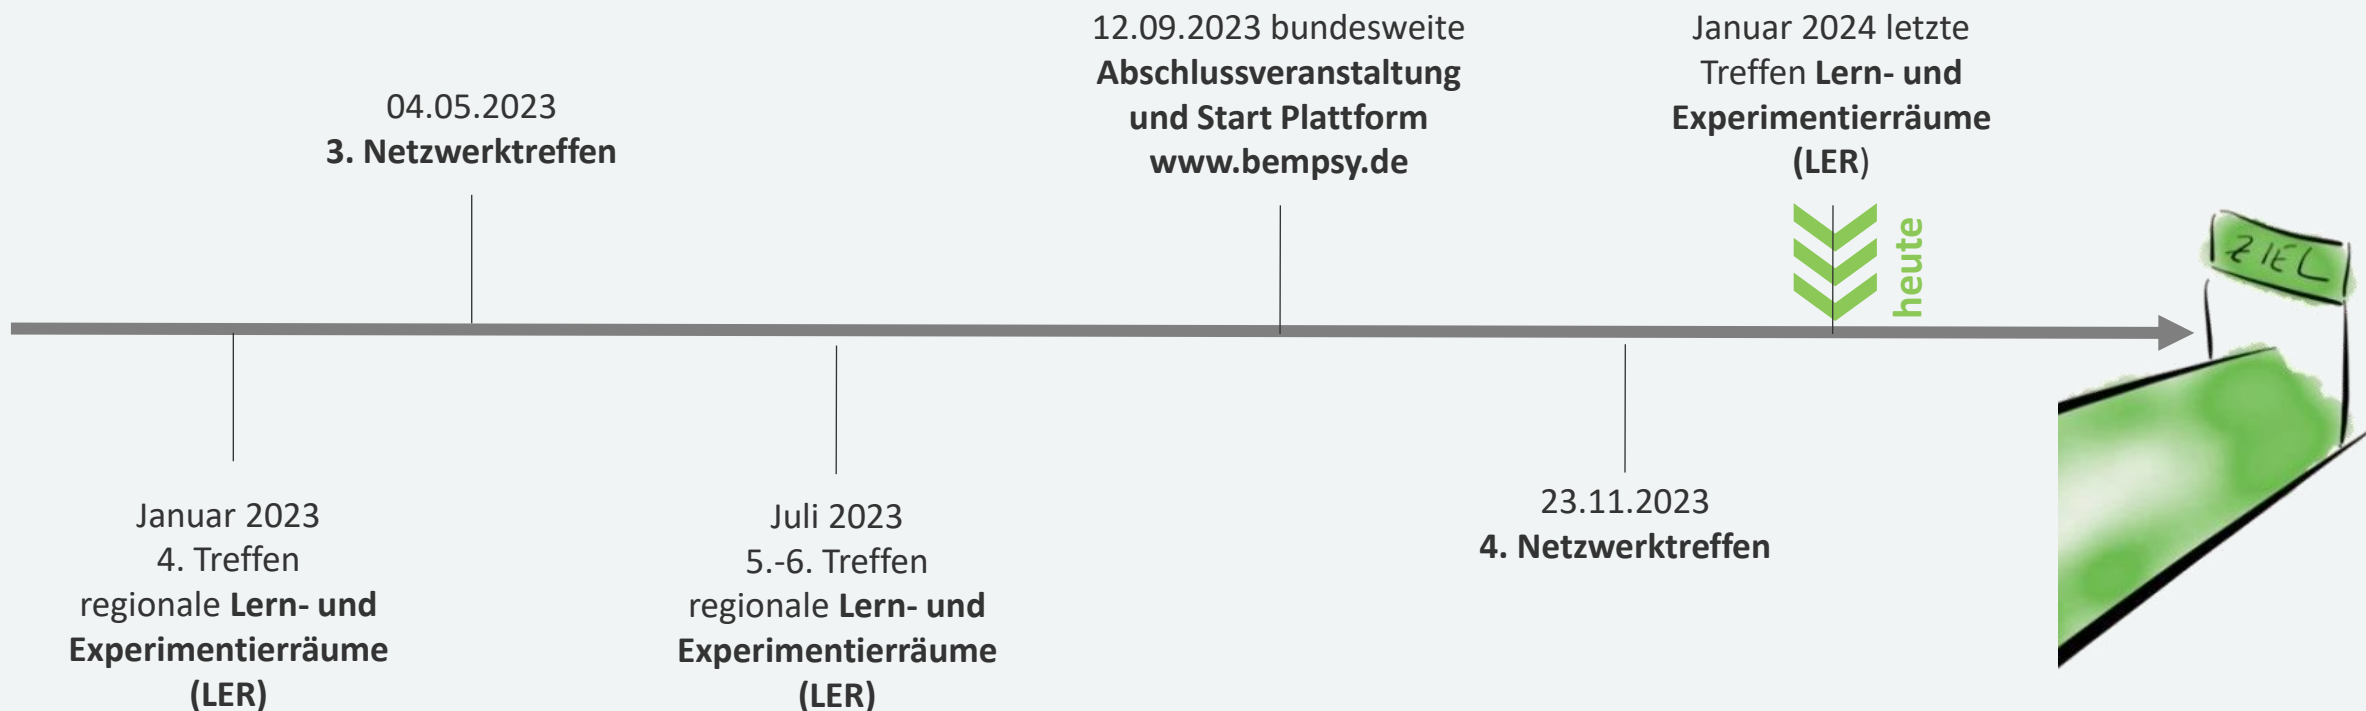 04.05.2023
3. Netzwerktreffen
12.09.2023 bundesweite
Abschlussveranstaltung
und Start Plattform
www.bempsy.de
Januar 2024 letzte
Treffen Lern- und
Experimentierräume
(LER)
heute
ZIEL
Januar 2023
4. Treffen
regionale Lern- und
Experimentierräume
(LER)
Juli 2023
5.-6. Treffen
regionale Lern- und
Experimentierräume
(LER)
23.11.2023
4. Netzwerktreffen